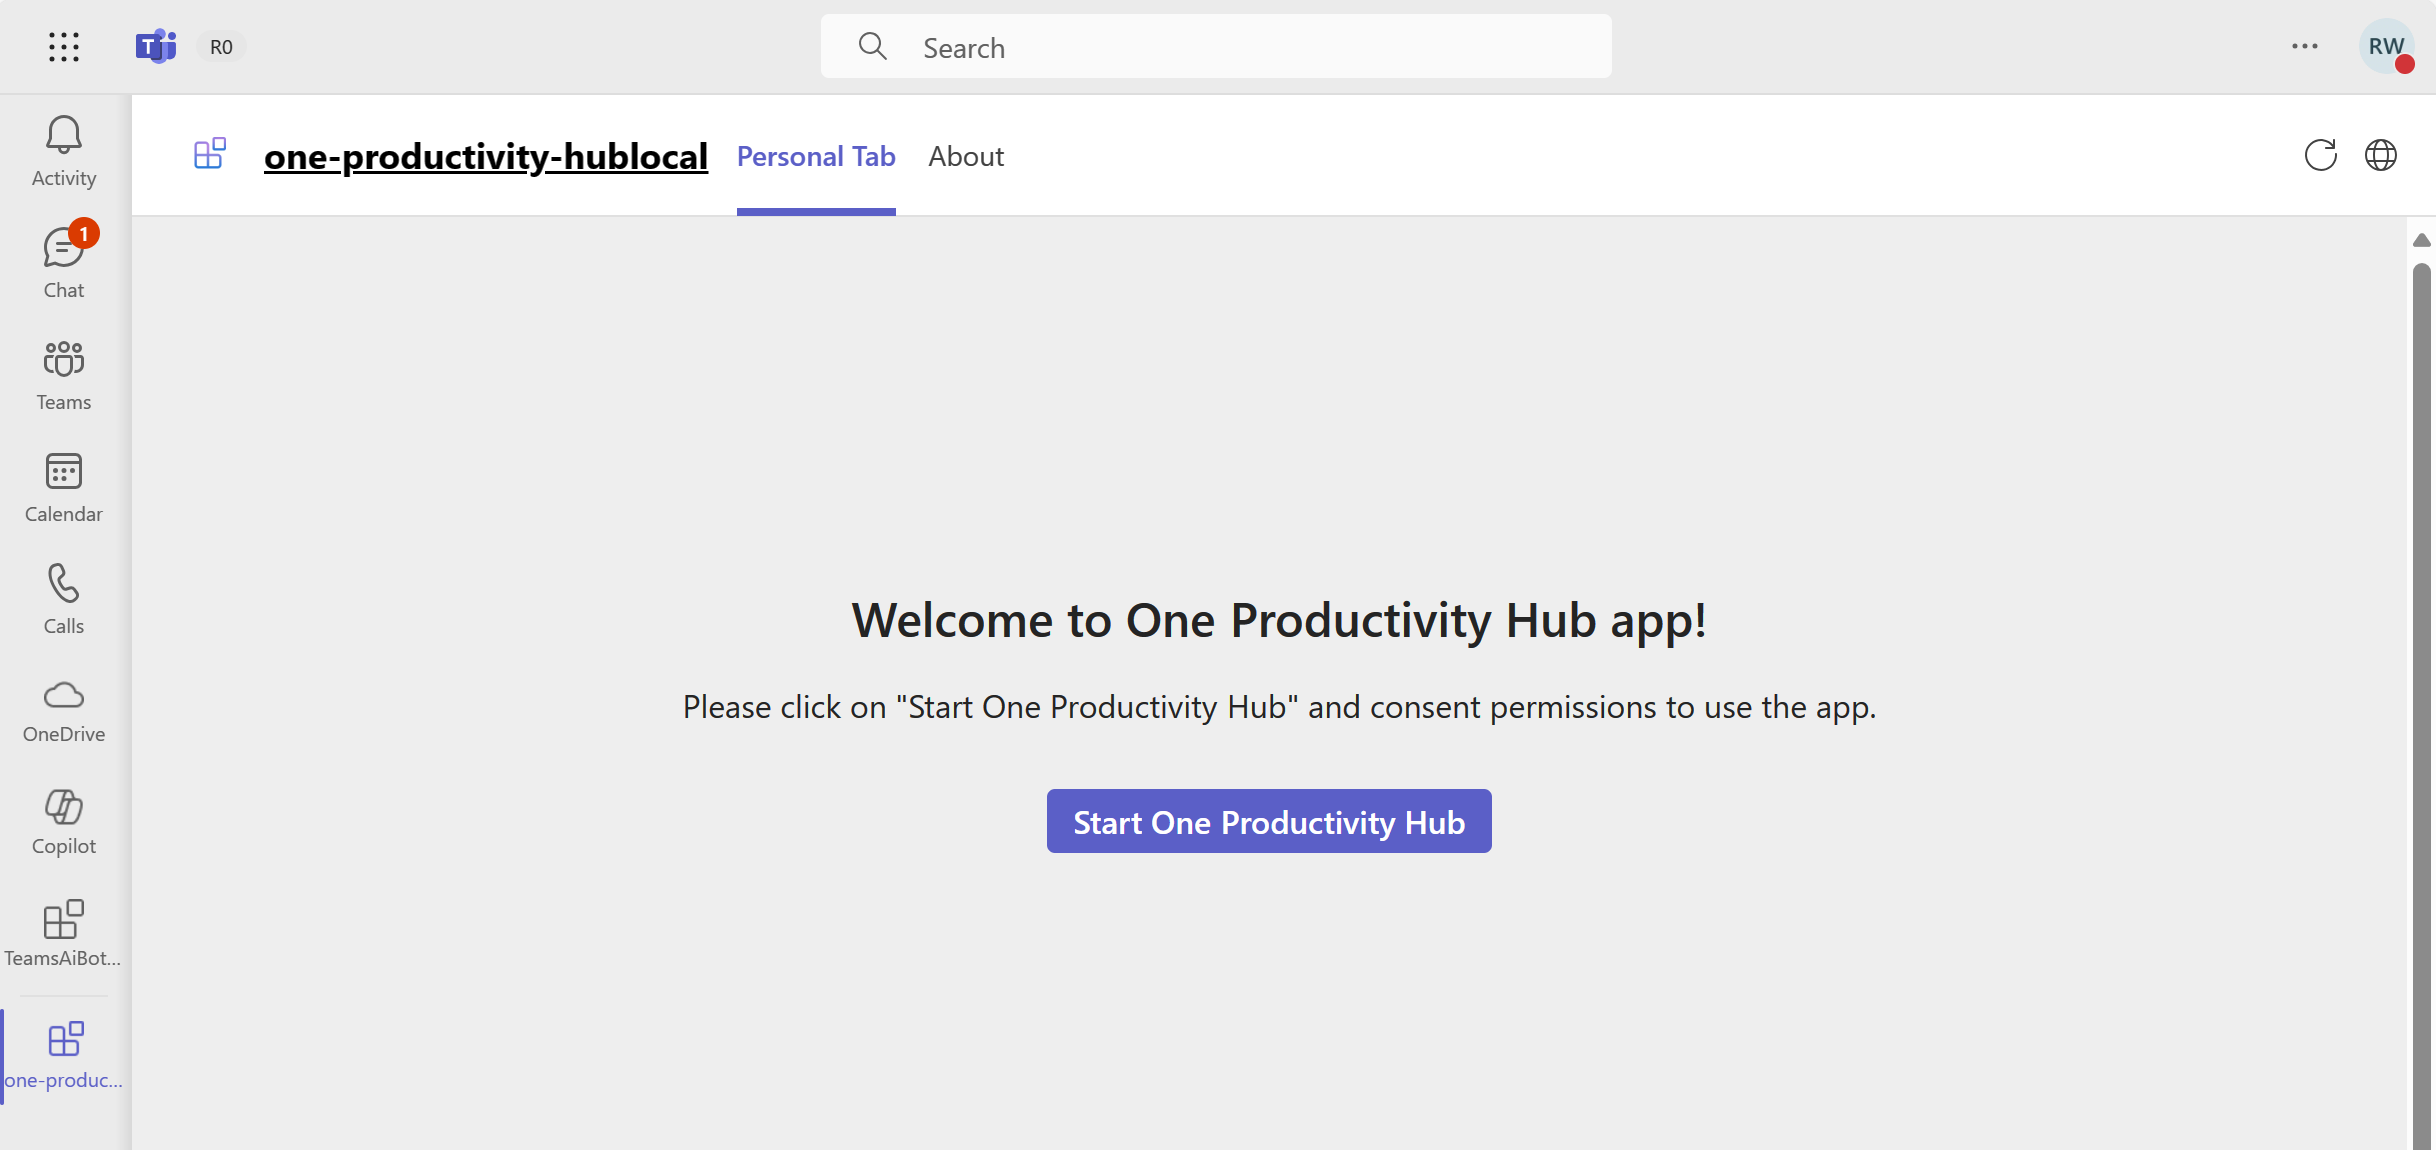 T
R0
Search
RW
Activity
1
Chat
Teams
Calendar
Calls
OneDrive
Copilot
TeamsAiBot...
one-produc...
one-productivity-hublocal
Personal Tab
About
Welcome to One Productivity Hub app!
Please click on "Start One Productivity Hub" and consent permissions to use the app.
Start One Productivity Hub